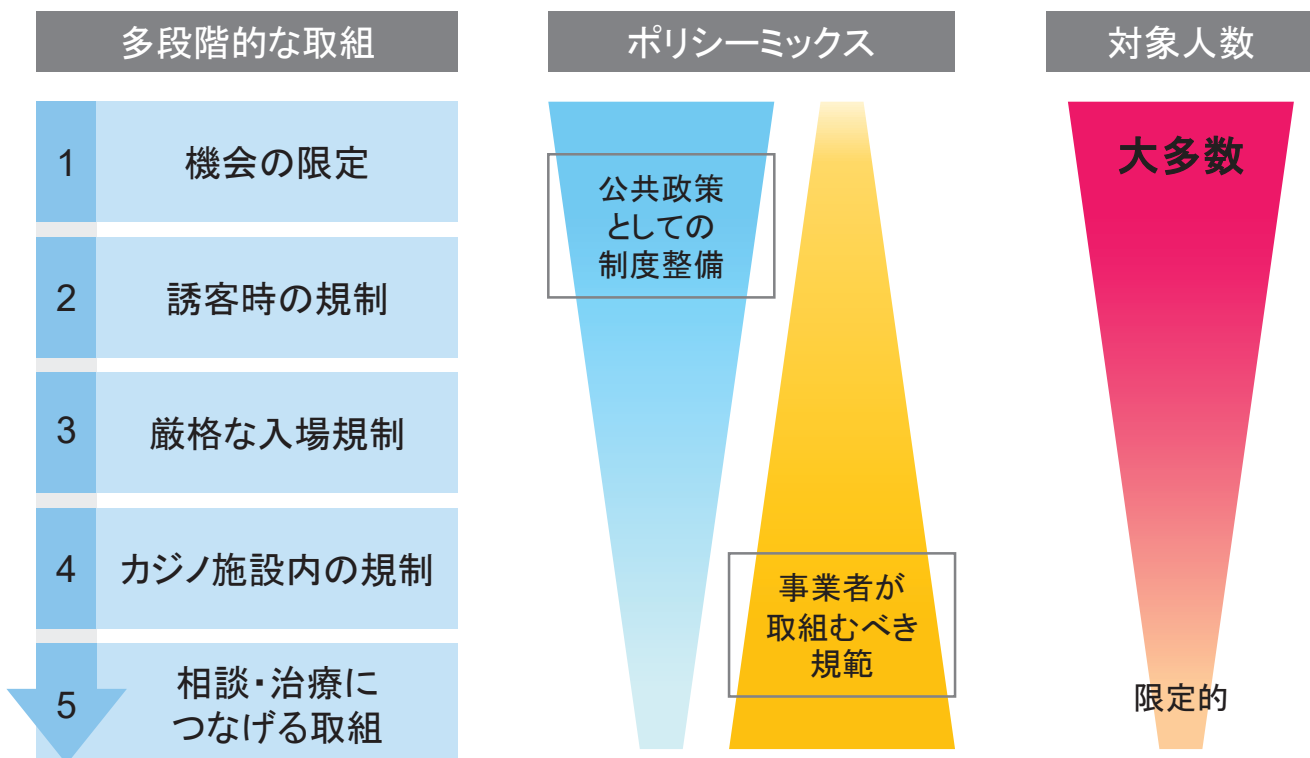 多段階的な取組
ポリシーミックス
対象人数
1
機会の限定
2
誘客時の規制
3
厳格な入場規制
4
カジノ施設内の規制
5
相談・治療に
つなげる取組
公共政策
としての
制度整備
事業者が
取組むべき
規範
大多数
限定的